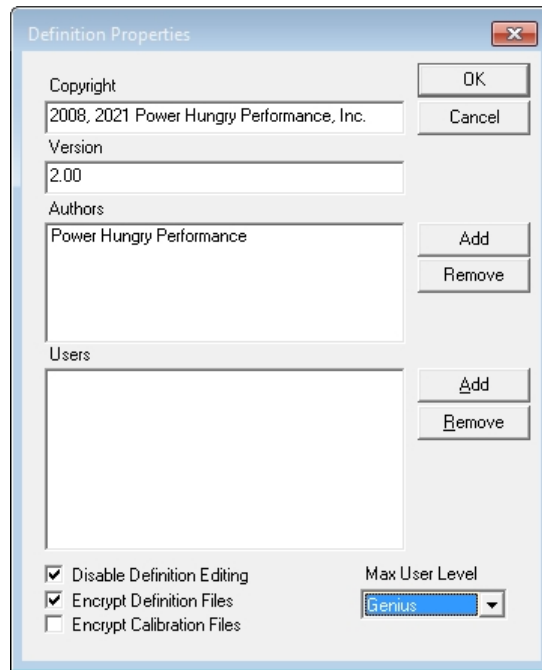 Definition Properties
Copyright
OK
2008, 2021 Power Hungry Performance, Inc.
Cancel
Version
2.00
Authors
Power Hungry Performance
Add
Remove
Users
Add
Remove
Disable Definition Editing
Max User Level
Encrypt Definition Files
Genius
Encrypt Calibration Files